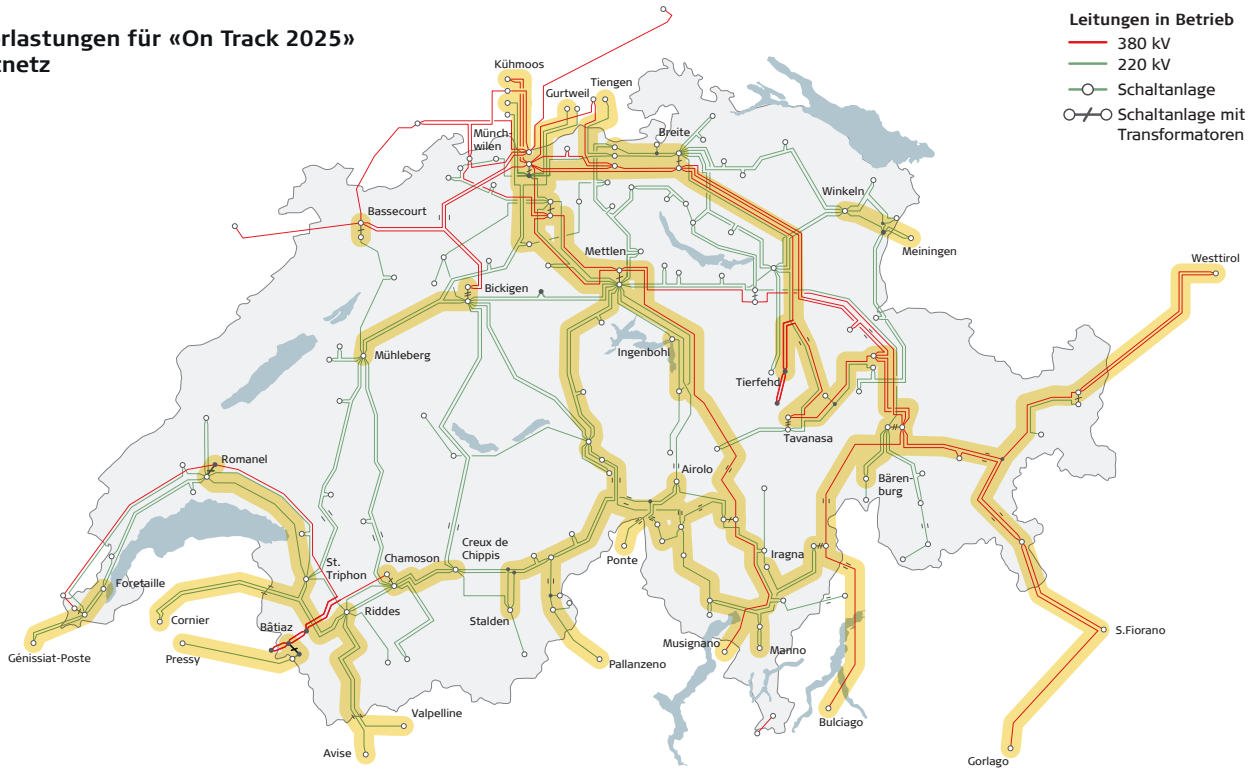 rlastungen für «On Track 2025»
netz
Leitungen in Betrieb
380 kV
220 kV
Schaltanlage
Schaltanlage mit
Transformatoren
Kühmoos
Tiengen
Gurtweil
Münch-
wilen
Breite
Winkeln
Bassecourt
Meiningen
Mettlen
Westtirol
Bickigen
Mühleberg
Ingenbohl
Tierfehd
Tavanasa
Romanel
Airolo
Bären-
burg
Creux de
Chippis
Chamoson
Iragna
Ponte
St.
Triphon
Foretaille
Riddes
Stalden
Cornier
Bâtiaz
S.Fiorano
Génissiat-Poste
Pressy
Musignano
Manno
Pallanzeno
Valpelline
Bulciago
Avise
Gorlago